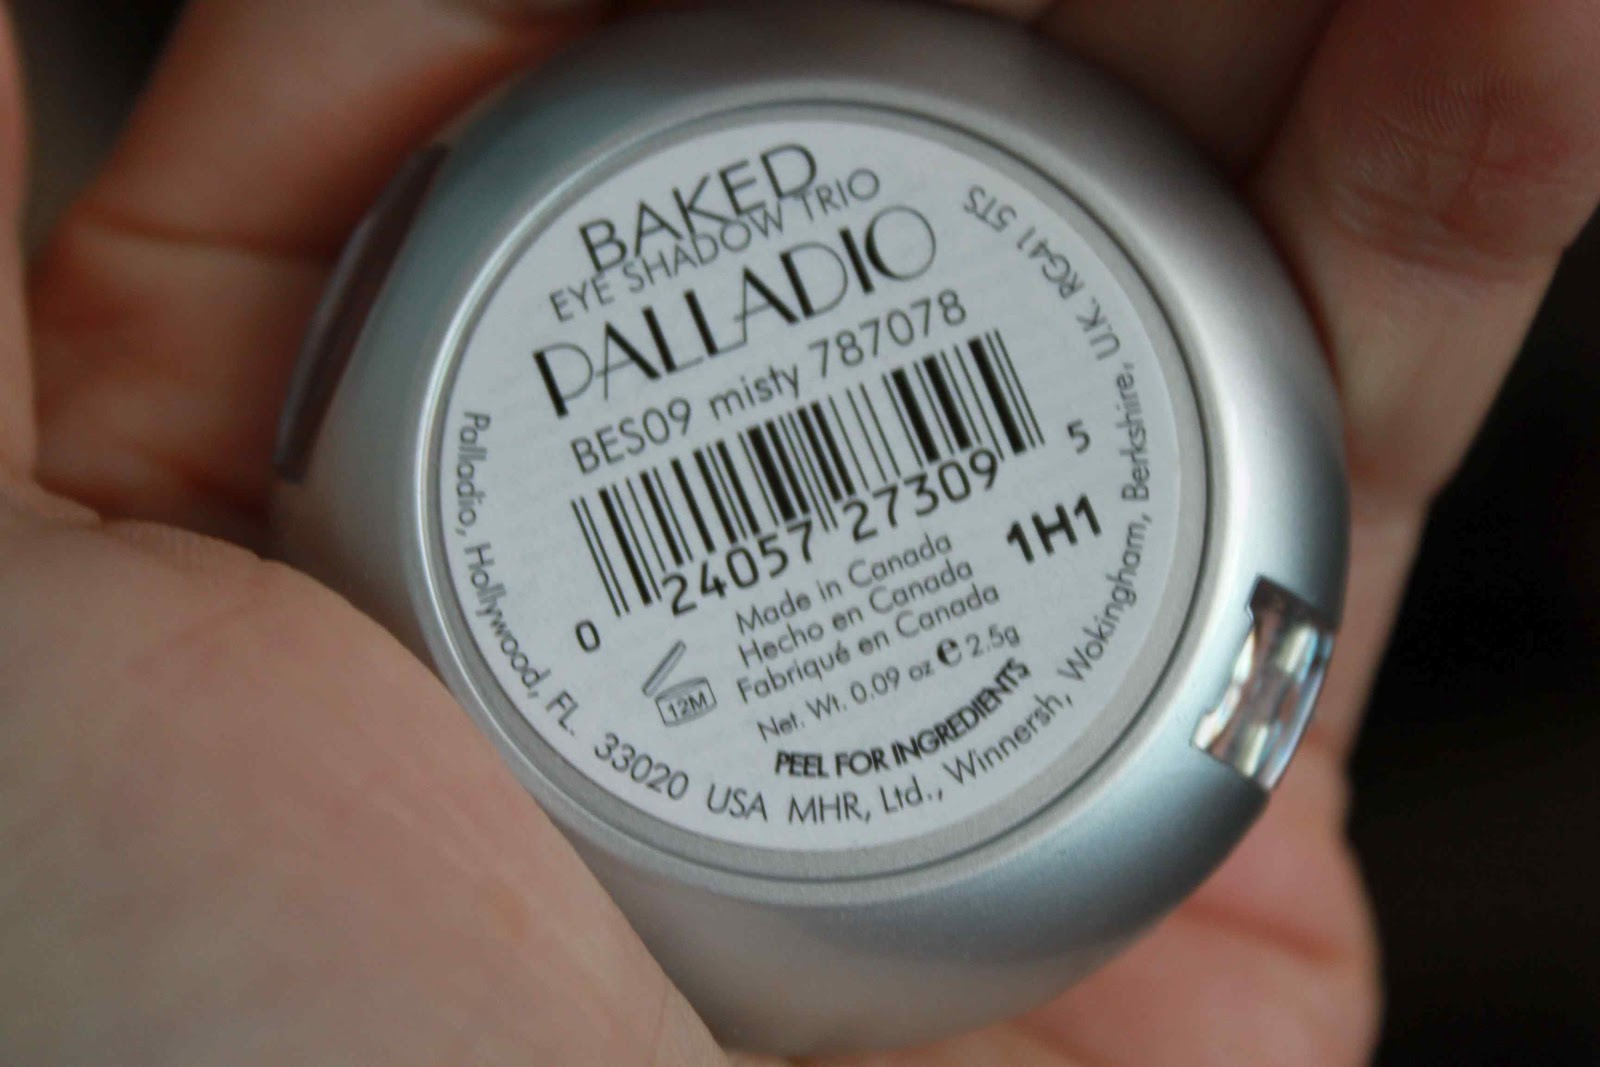 BAKED
EYE SHADOW TRIO
PALLADIO
BES09 misty 787078
0 24057 27309 5
1H1
Made in Canada
Hecho en Canada
Fabriqué en Canada
12M
Net. Wt. 0.09 oz e 2.5g
PEEL FOR INGREDIENTS
Palladio, Hollywood, FL. 33020 USA MHR, Ltd., Winnersh, Wokingham, Berkshire, U.K. RG41 5TS